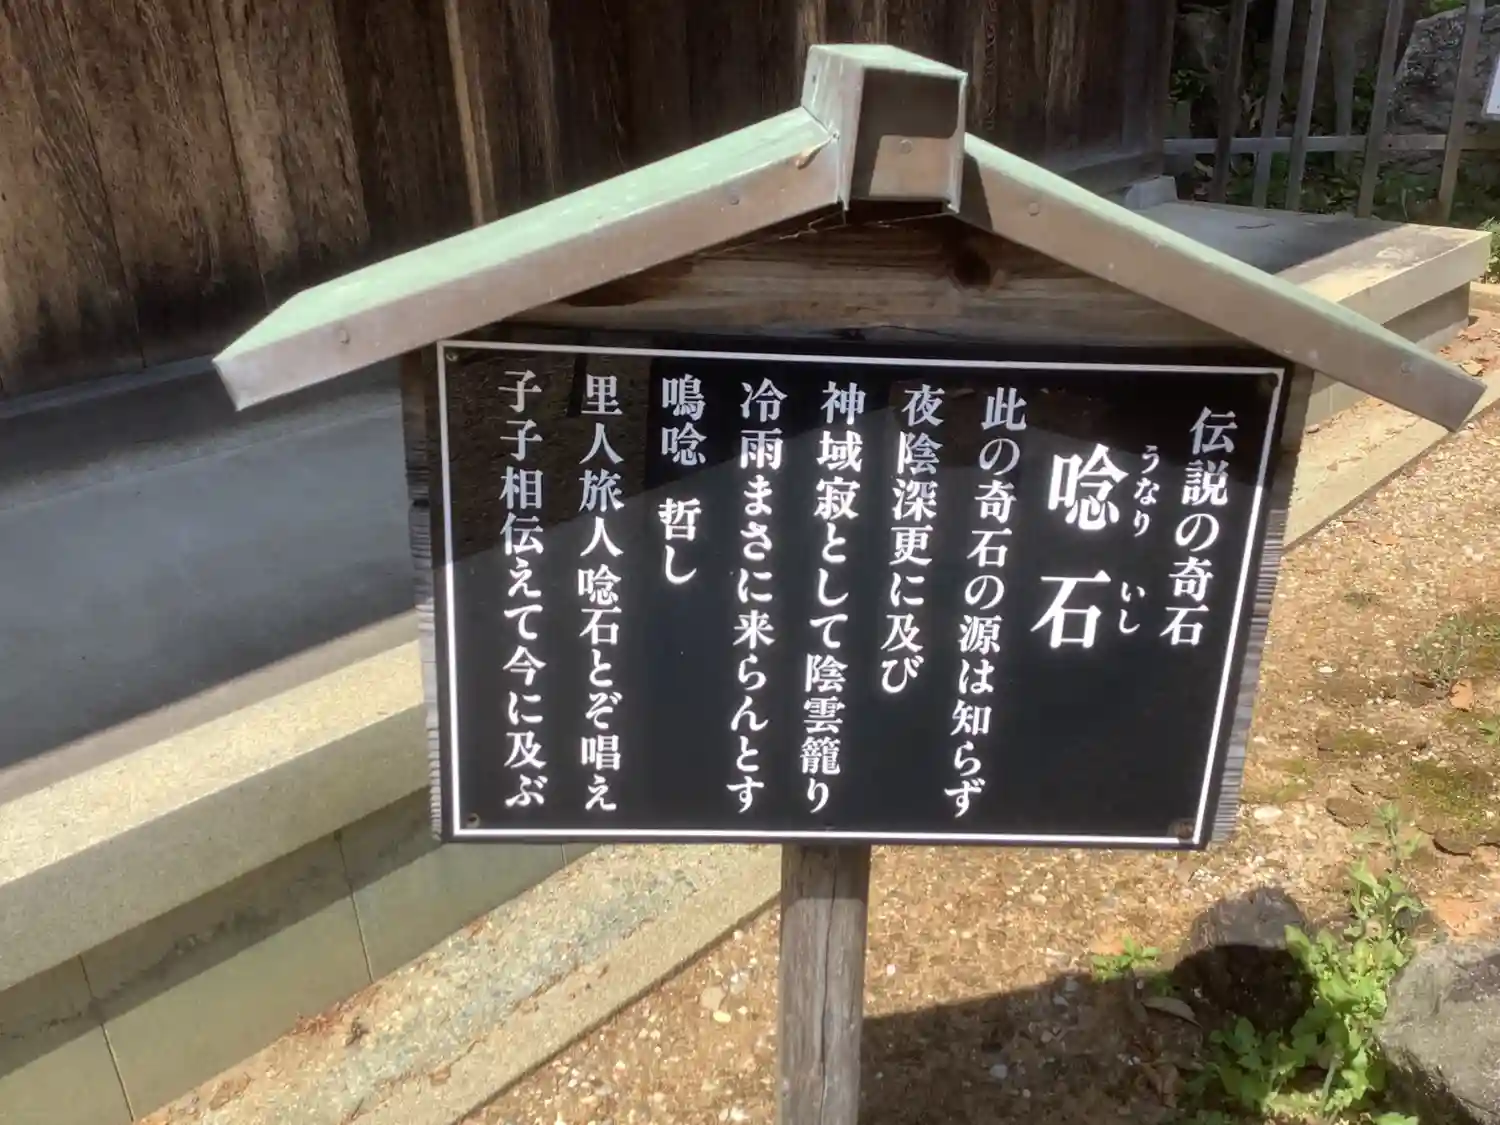 伝説の奇石
唸石
うなりいし
此の奇石の源は知らず
夜陰深更に及び
神域寂として陰雲籠り
冷雨まさに来らんとす
鳴唸 哲し
里人旅人唸石とぞ唱え
子子相伝えて今に及ぶ